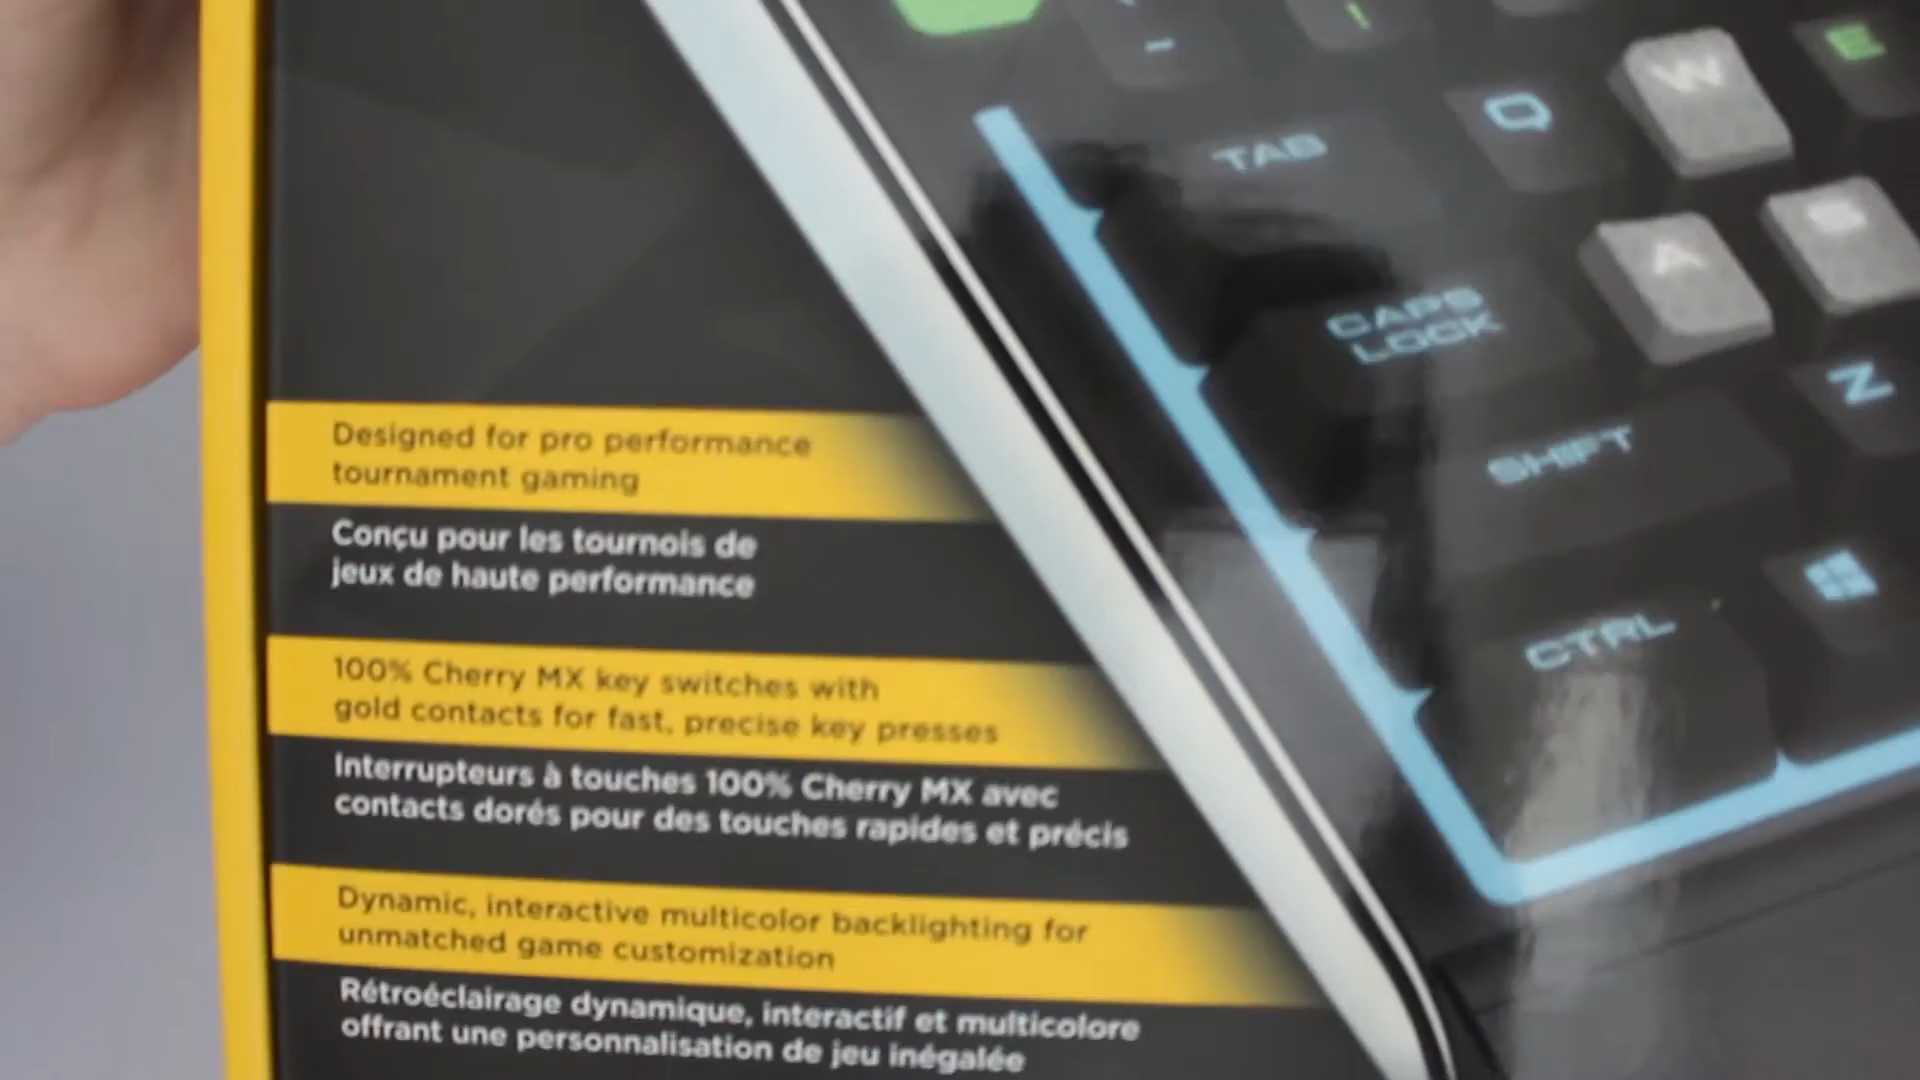 W
E
TAB
Q
A
S
CAPS
LOCK
Z
SHIFT
CTRL
Designed for pro performance
tournament gaming
Conçu pour les tournois de
jeux de haute performance
100% Cherry MX key switches with
gold contacts for fast, precise key presses
Interrupteurs à touches 100% Cherry MX avec
contacts dorés pour des touches rapides et précis
Dynamic, interactive multicolor backlighting for
unmatched game customization
Rétroéclairage dynamique, interactif et multicolore
offrant une personnalisation de jeu inégalée